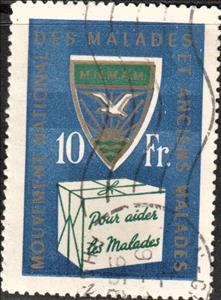 MOUVEMENT NATIONAL
DES MALADES
ET ANCIENS MALADES
M.N.M.A.M.
10 Fr.
Pour aider
les Malades